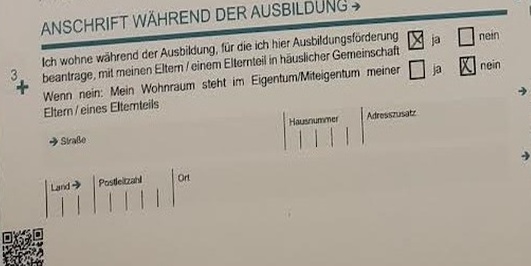 ANSCHRIFT WÄHREND DER AUSBILDUNG →
3
Ich wohne während der Ausbildung, für die ich hier Ausbildungsförderung
beantrage, mit meinen Eltern / einem Elternteil in häuslicher Gemeinschaft
☒ ja ☐ nein
Wenn nein: Mein Wohnraum steht im Eigentum/Miteigentum meiner
Eltern / eines Elternteils
☐ ja ☒ nein
→ Straße
Hausnummer
Adresszusatz
Land →
Postleitzahl
Ort